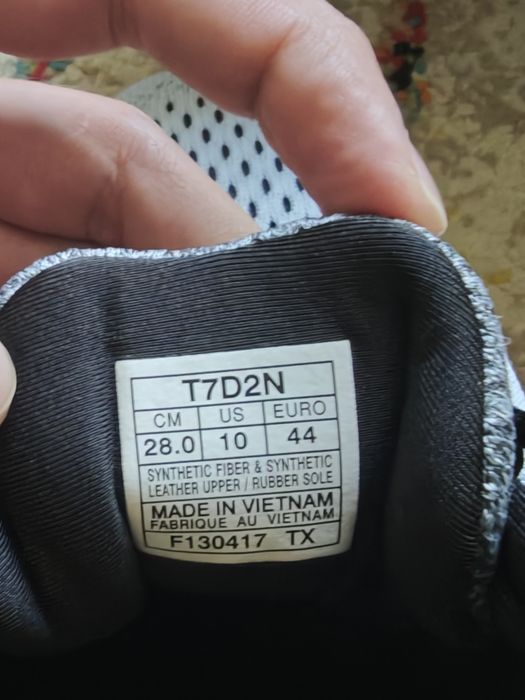 T7D2N
CM US EURO
28.0 10 44
SYNTHETIC FIBER & SYNTHETIC
LEATHER UPPER / RUBBER SOLE
MADE IN VIETNAM
FABRIQUE AU VIETNAM
F130417 TX